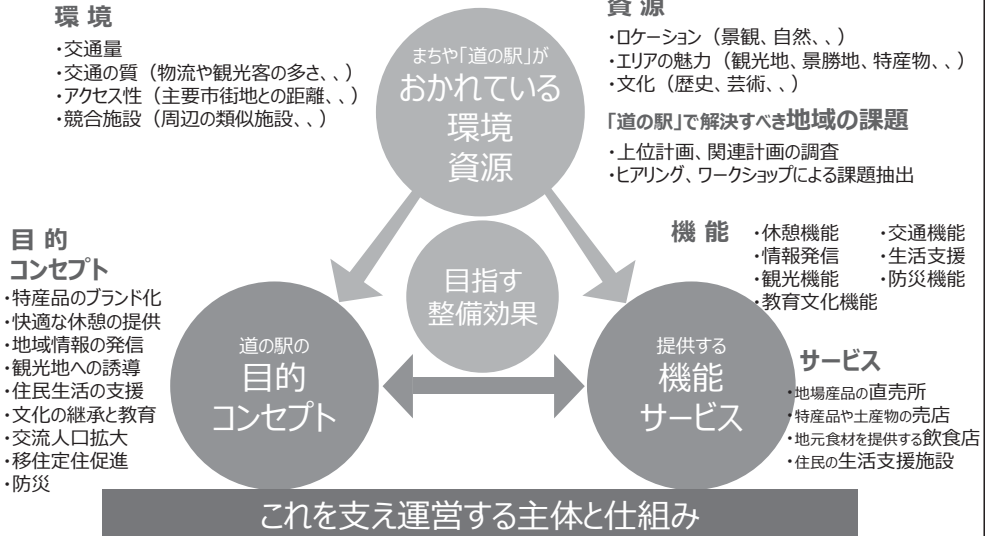 環 境
・交通量
・交通の質（物流や観光客の多さ、、）
・アクセス性（主要市街地との距離、、）
・競合施設（周辺の類似施設、、）
まちや「道の駅」が
おかれている
環境
資源
資 源
・ロケーション（景観、自然、、）
・エリアの魅力（観光地、景勝地、特産物、、）
・文化（歴史、芸術、、）
「道の駅」で解決すべき地域の課題
・上位計画、関連計画の調査
・ヒアリング、ワークショップによる課題抽出
目 的
コンセプト
・特産品のブランド化
・快適な休憩の提供
・地域情報の発信
・観光地への誘導
・住民生活の支援
・文化の継承と教育
・交流人口拡大
・移住定住促進
・防災
道の駅の
目的
コンセプト
目指す
整備効果
提供する
機能
サービス
機 能
・休憩機能 ・交通機能
・情報発信 ・生活支援
・観光機能 ・防災機能
・教育文化機能
サービス
・地場産品の直売所
・特産品や土産物の売店
・地元食材を提供する飲食店
・住民の生活支援施設
これを支え運営する主体と仕組み